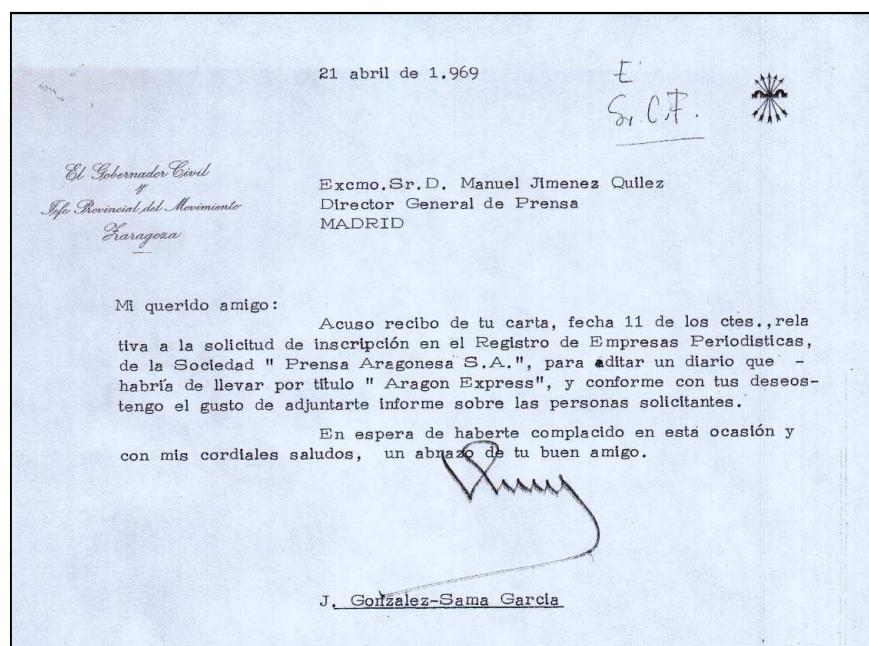 21 abril de 1.969
E
Sr. C.F.
El Gobernador Civil
y
Jefe Provincial del Movimiento
Zaragoza
Excmo.Sr.D. Manuel Jimenez Quilez
Director General de Prensa
MADRID
Mi querido amigo:
Acuso recibo de tu carta, fecha 11 de los ctes., rela
tiva a la solicitud de inscripción en el Registro de Empresas Periodisticas,
de la Sociedad " Prensa Aragonesa S.A.", para editar un diario que -
habría de llevar por titulo " Aragon Express", y conforme con tus deseos-
tengo el gusto de adjuntarte informe sobre las personas solicitantes.
En espera de haberte complacido en esta ocasión y
con mis cordiales saludos, un abrazo de tu buen amigo.
J. Gonzalez-Sama Garcia